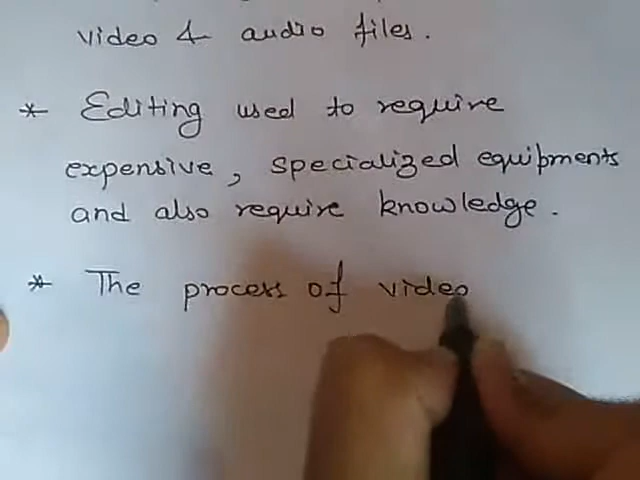 video & audio files.
* Editing used to require
expensive, specialized equipments
and also require knowledge.
* The process of video